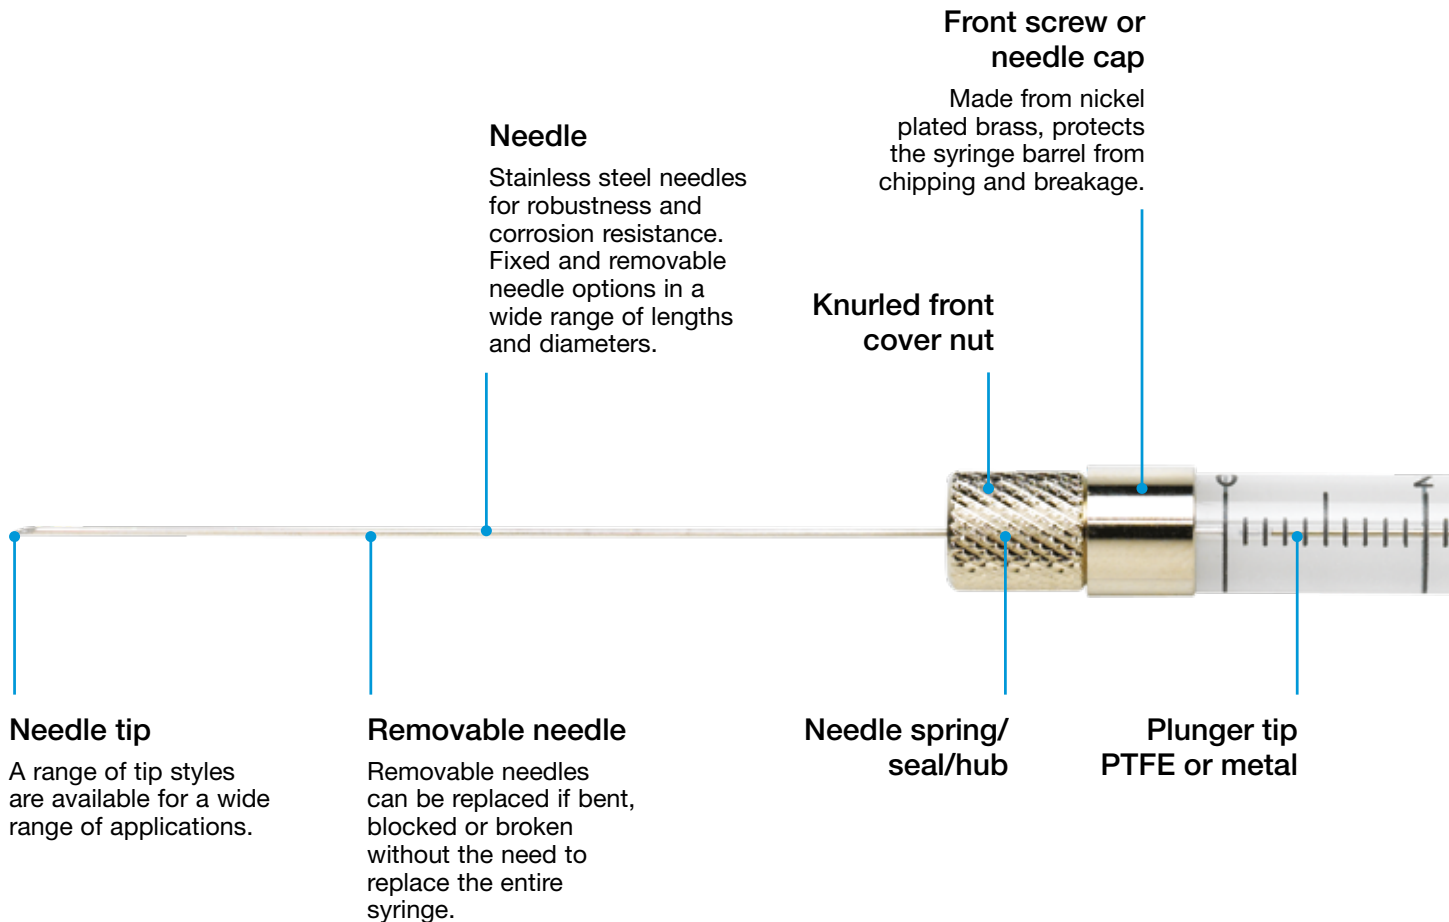 Front screw or
needle cap
Made from nickel
plated brass, protects
the syringe barrel from
chipping and breakage.
Needle
Stainless steel needles
for robustness and
corrosion resistance.
Fixed and removable
needle options in a
wide range of lengths
and diameters.
Knurled front
cover nut
Needle tip
A range of tip styles
are available for a wide
range of applications.
Removable needle
Removable needles
can be replaced if bent,
blocked or broken
without the need to
replace the entire
syringe.
Needle spring/
seal/hub
Plunger tip
PTFE or metal